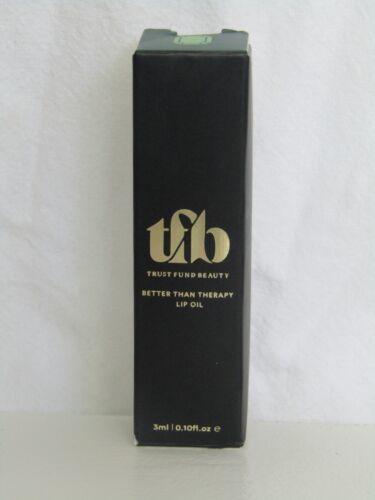 tfb
TRUST FUND BEAUTY
BETTER THAN THERAPY
LIP OIL
3ml | 0.10fl.oz ℮